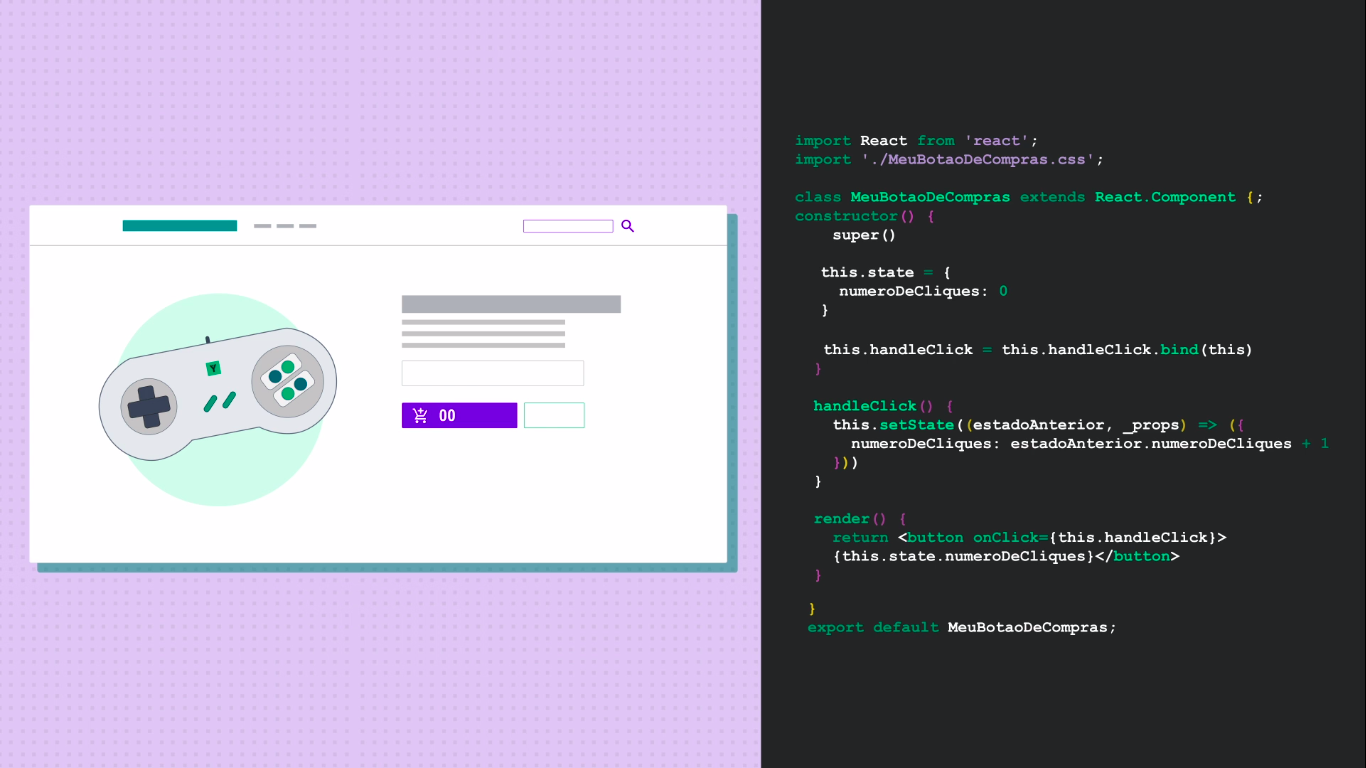 Y
00
import React from 'react';
import './MeuBotaoDeCompras.css';
class MeuBotaoDeCompras extends React.Component {;
constructor() {
super()
this.state = {
numeroDeCliques: 0
}
this.handleClick = this.handleClick.bind(this)
}
handleClick() {
this.setState((estadoAnterior, _props) => ({
numeroDeCliques: estadoAnterior.numeroDeCliques + 1
}))
}
render() {
return <button onClick={this.handleClick}>
{this.state.numeroDeCliques}</button>
}
}
export default MeuBotaoDeCompras;